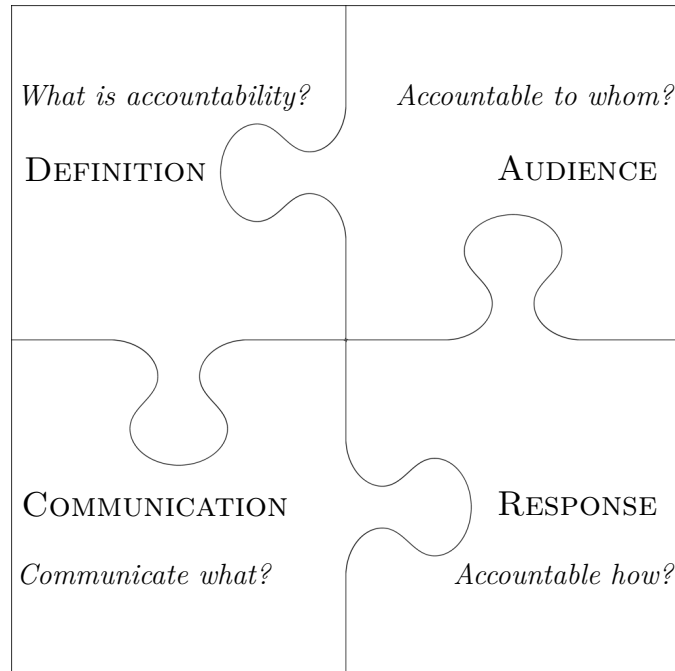 What is accountability?
DEFINITION
Accountable to whom?
AUDIENCE
COMMUNICATION
Communicate what?
RESPONSE
Accountable how?